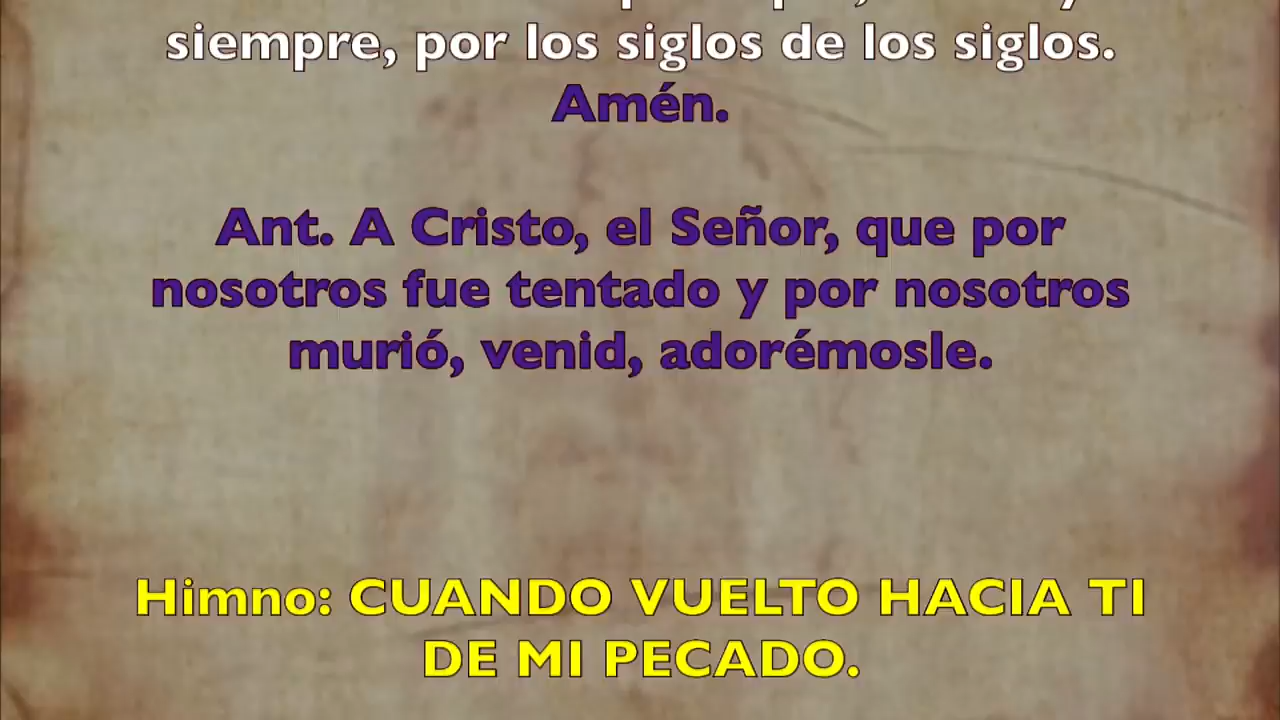 siempre, por los siglos de los siglos.
Amén.
Ant. A Cristo, el Señor, que por
nosotros fue tentado y por nosotros
murió, venid, adorémosle.
Himno: CUANDO VUELTO HACIA TI
DE MI PECADO.